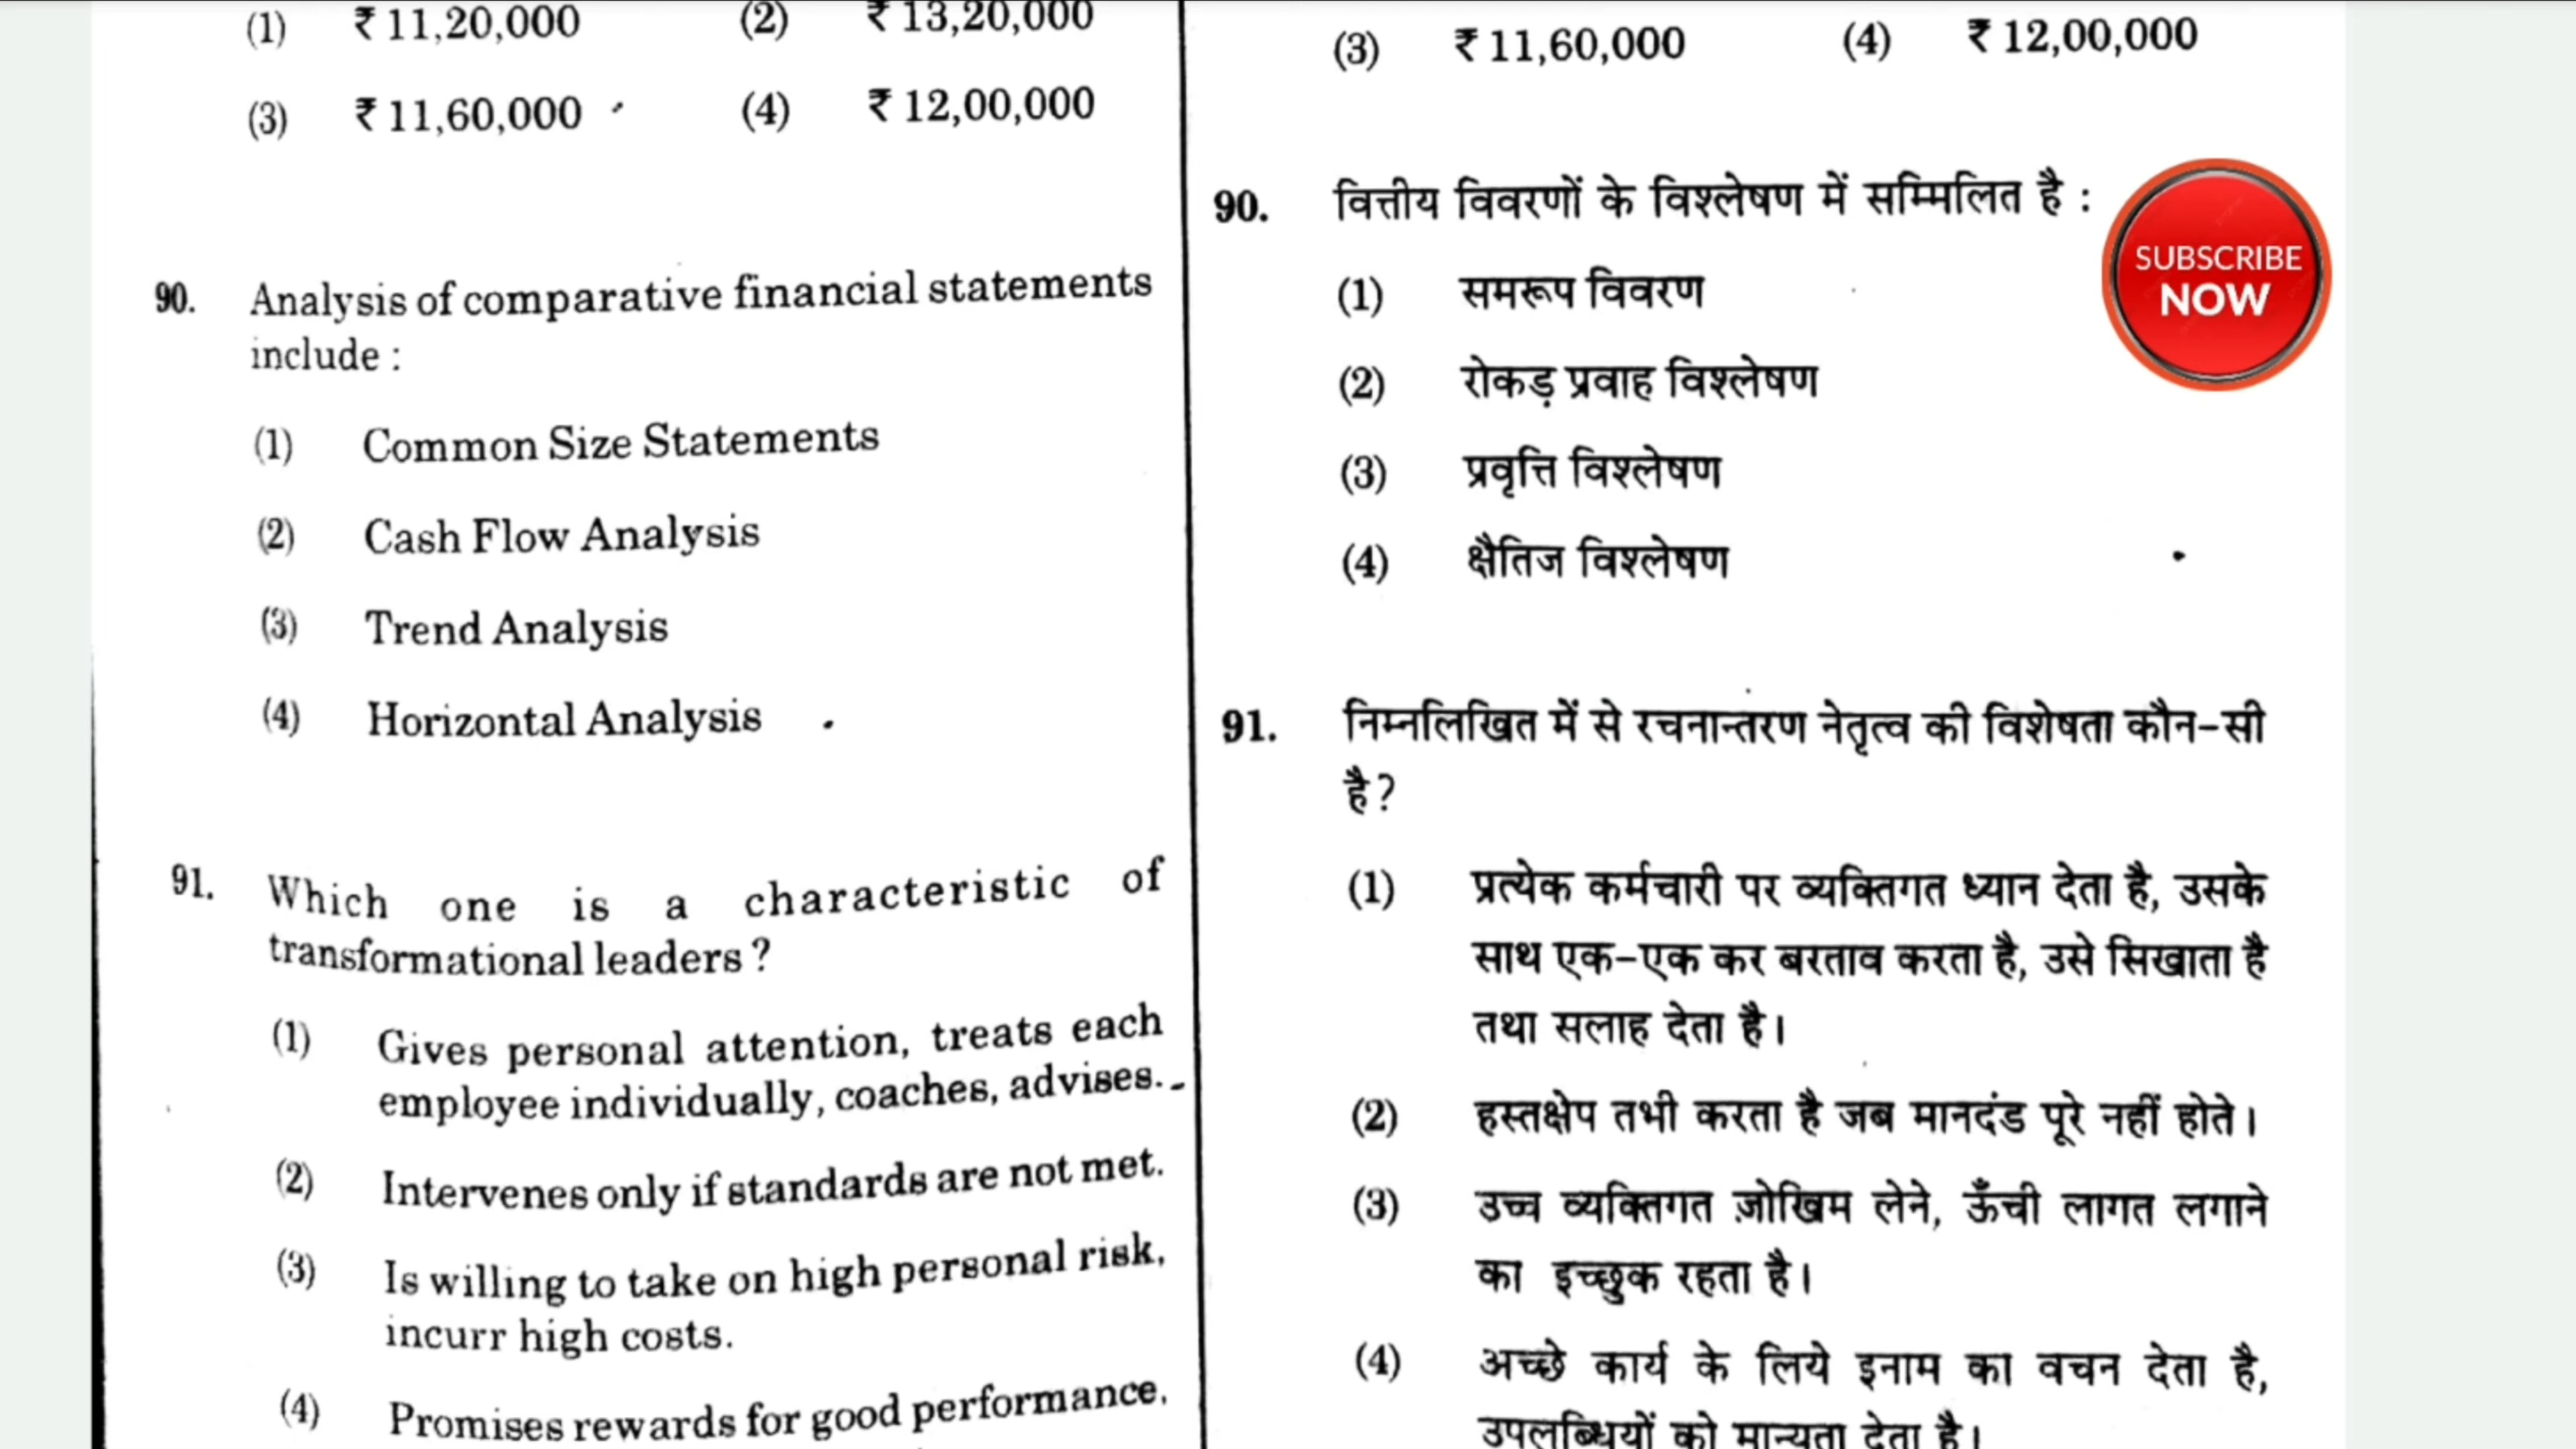 (1) ₹ 11,20,000 (2) ₹ 13,20,000
(3) ₹ 11,60,000 (4) ₹ 12,00,000
90. Analysis of comparative financial statements
include :
(1) Common Size Statements
(2) Cash Flow Analysis
(3) Trend Analysis
(4) Horizontal Analysis
91. Which one is a characteristic of
transformational leaders ?
(1) Gives personal attention, treats each
employee individually, coaches, advises.
(2) Intervenes only if standards are not met.
(3) Is willing to take on high personal risk,
incurr high costs.
(4) Promises rewards for good performance,
(3) ₹ 11,60,000 (4) ₹ 12,00,000
90. वित्तीय विवरणों के विश्लेषण में सम्मिलित है :
(1) समरूप विवरण
(2) रोकड़ प्रवाह विश्लेषण
(3) प्रवृत्ति विश्लेषण
(4) क्षैतिज विश्लेषण
91. निम्नलिखित में से रचनान्तरण नेतृत्व की विशेषता कौन-सी
है ?
(1) प्रत्येक कर्मचारी पर व्यक्तिगत ध्यान देता है, उसके
साथ एक-एक कर बरताव करता है, उसे सिखाता है
तथा सलाह देता है।
(2) हस्तक्षेप तभी करता है जब मानदंड पूरे नहीं होते।
(3) उच्च व्यक्तिगत ज़ोखिम लेने, ऊँची लागत लगाने
का इच्छुक रहता है।
(4) अच्छे कार्य के लिये इनाम का वचन देता है,
उपलब्धियों को मान्यता देता है।
SUBSCRIBE
NOW